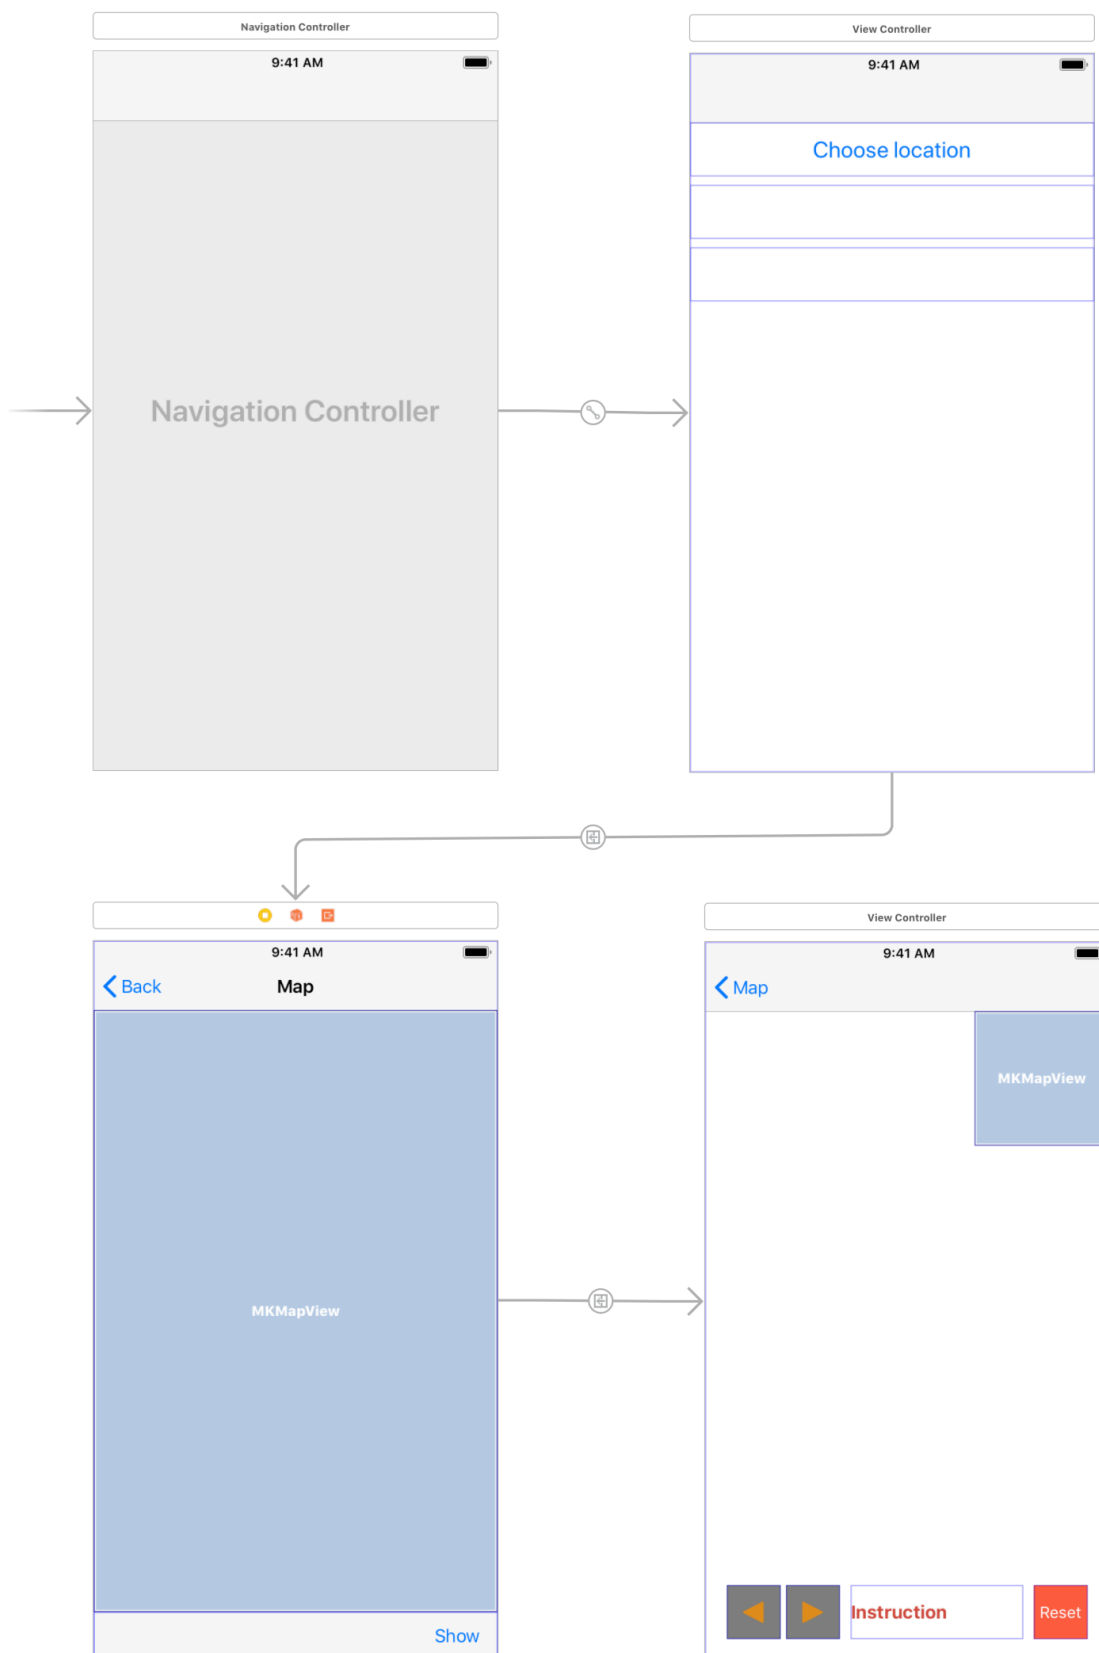 Navigation Controller
9:41 AM
Navigation Controller
View Controller
9:41 AM
Choose location
9:41 AM
Back
Map
MKMapView
Show
View Controller
9:41 AM
Map
MKMapView
Instruction
Reset